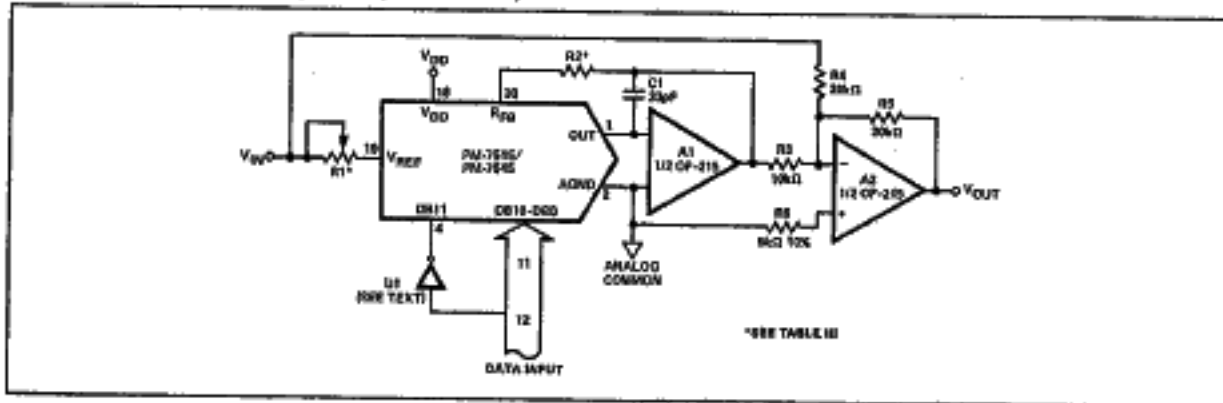 VDD
18
VDD
R2*
20
RFB
C1
33pF
R4
20kΩ
R5
20kΩ
VIN
R1*
19
VREF
PM-7545/
PM-7645
OUT
1
AGND
2
A1
1/2 OP-215
R3
10kΩ
A2
1/2 OP-215
VOUT
DB11
4
DB10-DB0
R6
5kΩ 10%
ANALOG
COMMON
U1
(SEE TEXT)
11
12
DATA INPUT
*SEE TABLE III